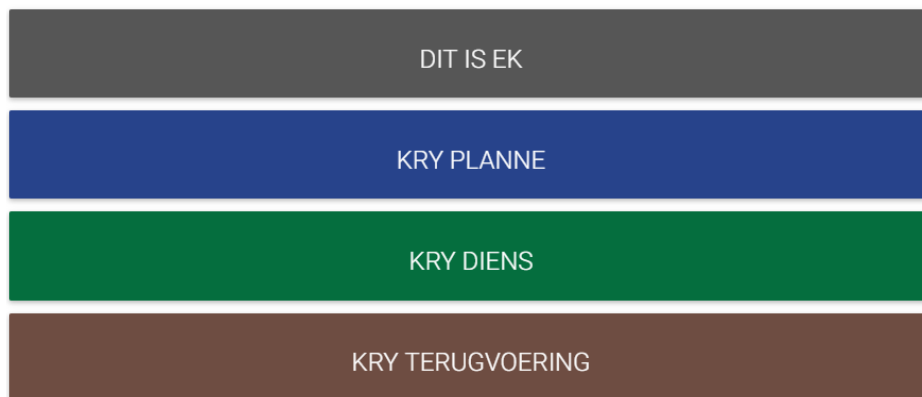 DIT IS EK
KRY PLANNE
KRY DIENS
KRY TERUGVOERING